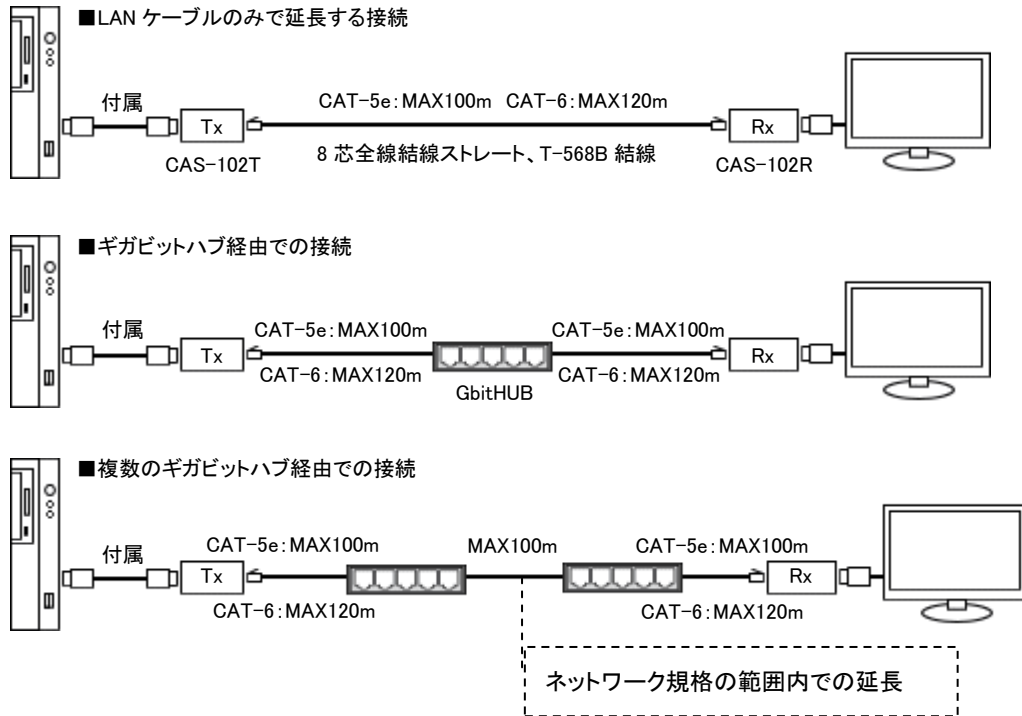 ■LAN ケーブルのみで延長する接続
付属
CAT-5e:MAX100m CAT-6:MAX120m
Tx
Rx
8 芯全線結線ストレート、T-568B 結線
CAS-102T
CAS-102R
■ギガビットハブ経由での接続
付属
CAT-5e:MAX100m
CAT-5e:MAX100m
Tx
Rx
CAT-6:MAX120m
CAT-6:MAX120m
GbitHUB
■複数のギガビットハブ経由での接続
付属
CAT-5e:MAX100m
MAX100m
CAT-5e:MAX100m
Tx
Rx
CAT-6:MAX120m
CAT-6:MAX120m
ネットワーク規格の範囲内での延長